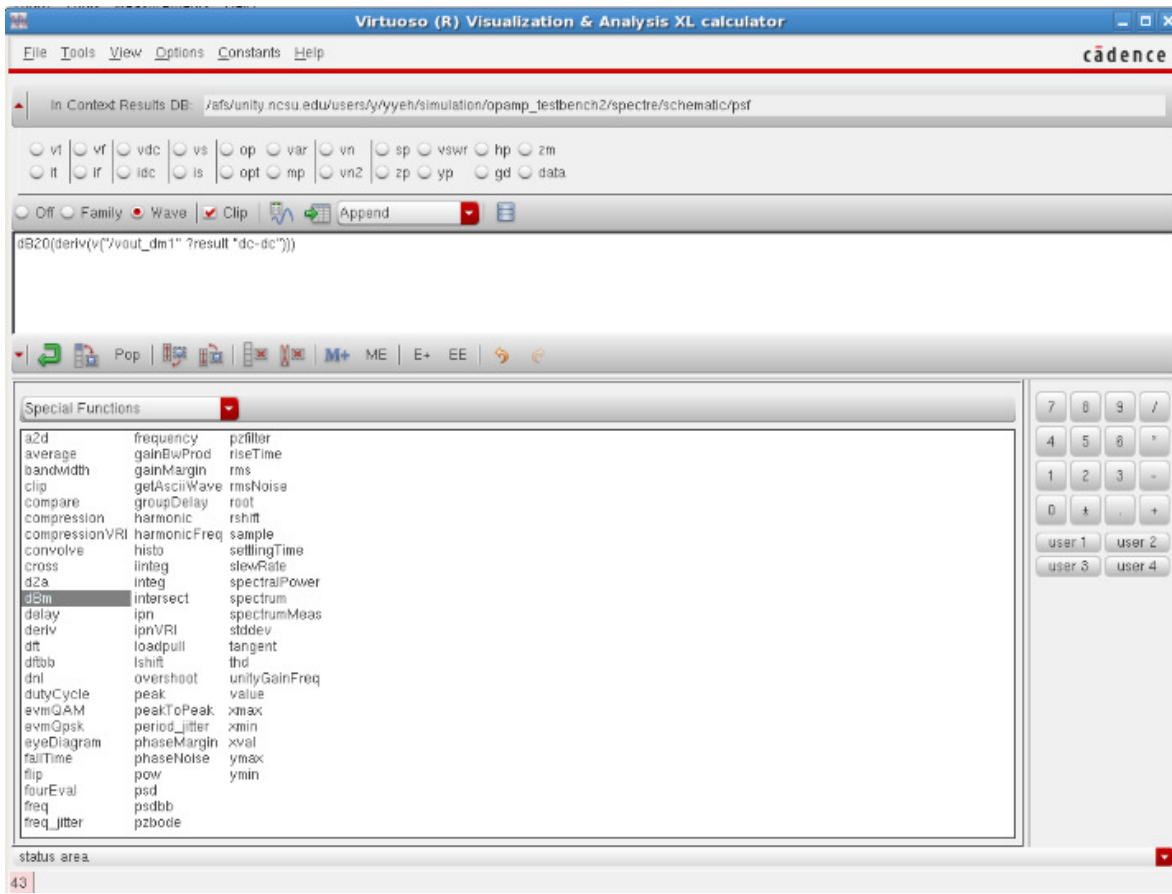 Virtuoso (R) Visualization & Analysis XL calculator
File Tools View Options Constants Help
cādence
In Context Results DB: /afs/unity.ncsu.edu/users/y/yyeh/simulation/opamp_testbench2/spectre/schematic/psf
vt vf vdc vs op var vn sp vswr hp zm
it if idc is opt mp vn2 zp yp gd data
Off Family Wave Clip Append
dB20(deriv(v("/vout_dm1" ?result "dc-dc")))
Pop M+ ME E+ EE
Special Functions
7 8 9 /
a2d frequency pzfilter
average gainBwProd riseTime
4 5 6 *
bandwidth gainMargin rms
clip getAsciiWave rmsNoise
1 2 3 -
compare groupDelay root
compression harmonic rshift
0 ± . +
compressionVRI harmonicFreq sample
user 1 user 2
convolve histo settlingTime
cross iinteg slewRate
user 3 user 4
d2a integ spectralPower
dBm intersect spectrum
delay ipn spectrumMeas
deriv ipnVRI stddev
dft loadpull tangent
dftbb lshift thd
dnl overshoot unityGainFreq
dutyCycle peak value
evmQAM peakToPeak xmax
evmQpsk period_jitter xmin
eyeDiagram phaseMargin xval
fallTime phaseNoise ymax
flip pow ymin
fourEval psd
freq psdbb
freq_jitter pzbode
status area
43